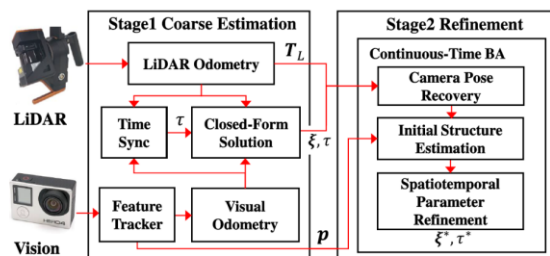 Stage1 Coarse Estimation
Stage2 Refinement
T_L
LiDAR Odometry
Continuous-Time BA
Camera Pose
Recovery
LiDAR
Time
Sync
τ
Closed-Form
Solution
ξ, τ
Initial Structure
Estimation
Feature
Tracker
Visual
Odometry
Spatiotemporal
Parameter
Refinement
ξ*, τ*
Vision
p